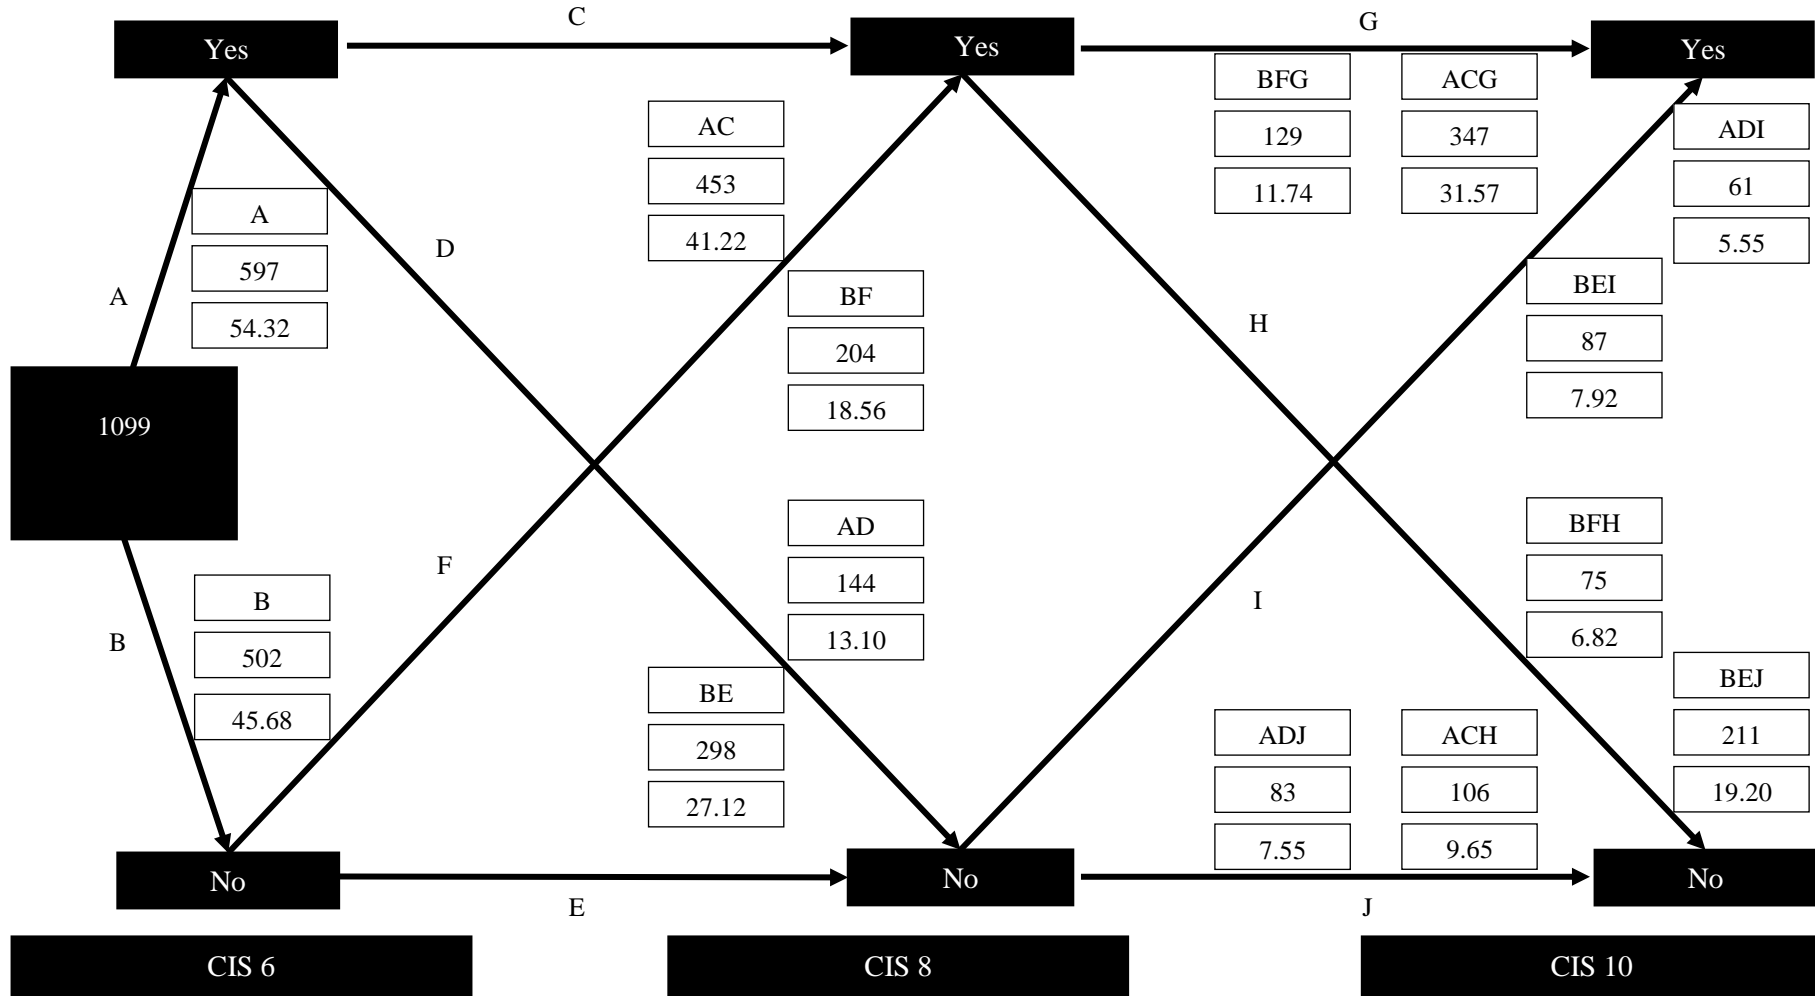 C
G
Yes
Yes
Yes
BFG
129
11.74
ACG
347
31.57
AC
453
41.22
ADI
61
5.55
A
597
54.32
D
A
BF
204
18.56
H
BEI
87
7.92
1099
AD
144
13.10
BFH
75
6.82
F
I
B
B
502
45.68
BE
298
27.12
BEJ
211
19.20
ADJ
83
7.55
ACH
106
9.65
No
No
No
E
J
CIS 6
CIS 8
CIS 10